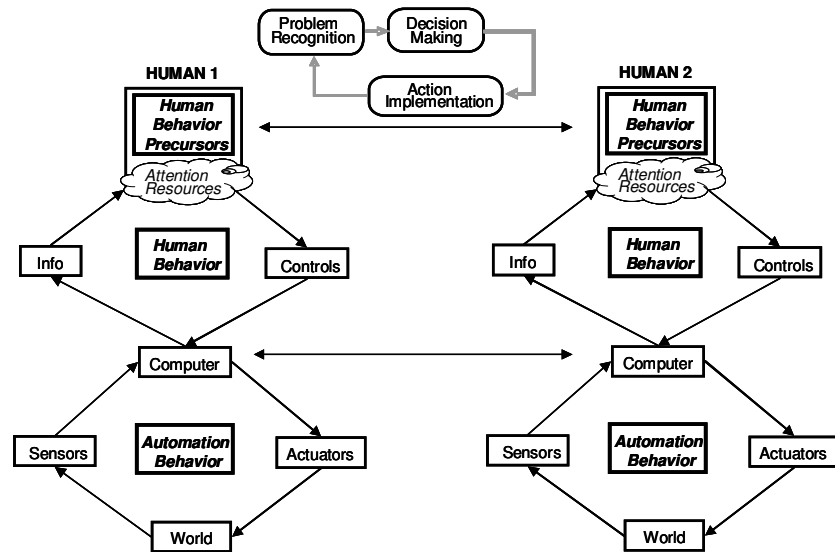 Problem
Recognition
Decision
Making
Action
Implementation
HUMAN 1
Human
Behavior
Precursors
Attention
Resources
Info
Human
Behavior
Controls
Computer
Sensors
Automation
Behavior
Actuators
World
HUMAN 2
Human
Behavior
Precursors
Attention
Resources
Info
Human
Behavior
Controls
Computer
Sensors
Automation
Behavior
Actuators
World